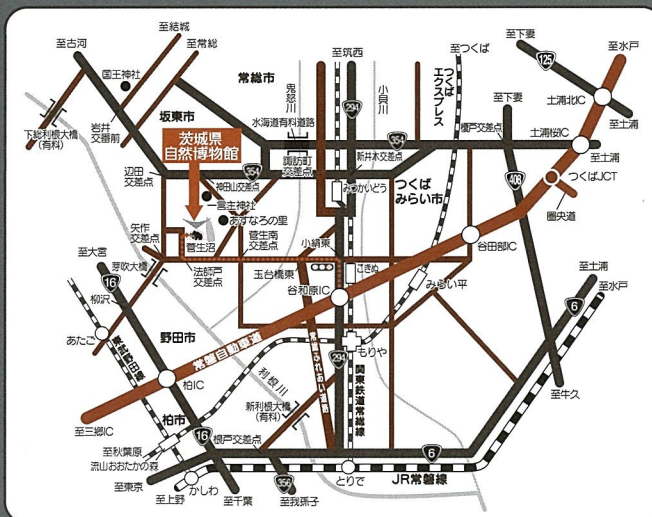 至古河
至結城
至常総
国王神社
常総市
鬼怒川
至筑西
294
小貝川
至つくば
つくばエクスプレス
至下妻
125
至水戸
土浦北IC
至土浦
下総利根大橋
(有料)
岩井
交番前
坂東市
水海道有料道路
354
至下妻
榎戸交差点
土浦桜IC
至土浦
茨城県
自然博物館
諏訪町
交差点
新井木交差点
408
つくばJCT
圏央道
辺田
交差点
354
神田山交差点
みつかいどう
つくば
みらい市
一言主神社
あすなろの里
矢作
交差点
菅生沼
菅生南
交差点
小絹東
谷田部IC
至大宮
芽吹大橋
法師戸
交差点
玉台橋東
こきぬ
谷和原IC
みらい平
至土浦
至水戸
16
柳沢
6
あたご
野田市
常磐自動車道
もりや
294
関東鉄道常総線
常総ふれあい道路
利根川
柏IC
新利根大橋
(有料)
至牛久
至三郷IC
柏市
16
根戸交差点
至秋葉原
流山おおたかの森
6
至東京
至上野
かしわ
至千葉
356
至我孫子
とりで
JR常磐線